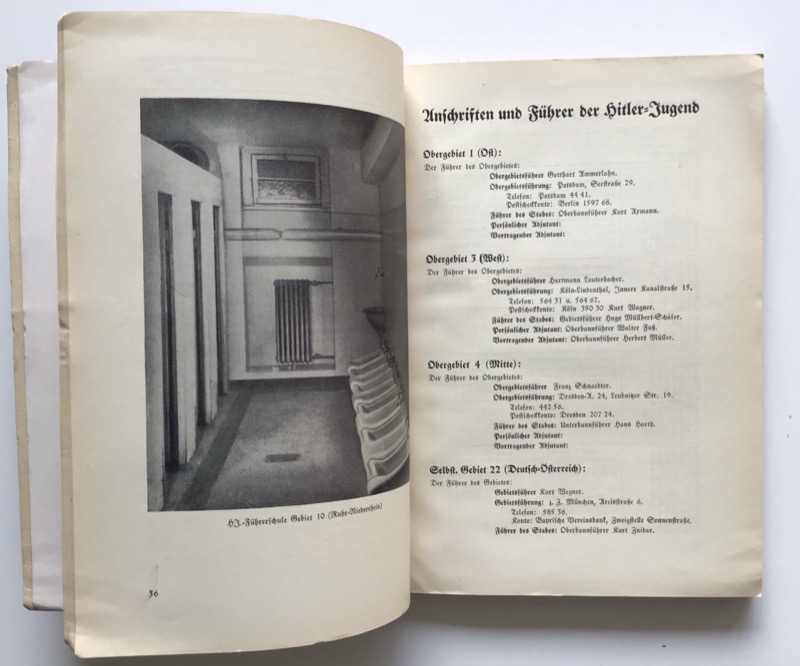 HJ.-Führerschule Gebiet 10 (Ruhr-Niederrhein)
36
Anschriften und Führer der Hitler-Jugend
Obergebiet 1 (Ost):
Der Führer des Obergebietes:
Obergebietsführer Gotthart Ammerlahn.
Obergebietsführung: Potsdam, Seestraße 29.
Telefon: Potsdam 44 41.
Postscheckkonto: Berlin 1597 68.
Führer des Stabes: Oberbannführer Kurt Aymann.
Persönlicher Adjutant:
Vortragender Adjutant:
Obergebiet 3 (West):
Der Führer des Obergebietes:
Obergebietsführer Hartmann Lauterbacher.
Obergebietsführung: Köln-Lindenthal, Innere Kanalstraße 15.
Telefon: 564 31 u. 564 67.
Postscheckkonto: Köln 350 30 Kurt Wagner.
Führer des Stabes: Gebietsführer Hugo Müllbert-Schäfer.
Persönlicher Adjutant: Oberbannführer Walter Fuß.
Vortragender Adjutant: Oberbannführer Herbert Müller.
Obergebiet 4 (Mitte):
Der Führer des Obergebietes:
Obergebietsführer Franz Schnaedter.
Obergebietsführung: Dresden-A. 24, Leubnitzer Str. 19.
Telefon: 442 56.
Postscheckkonto: Dresden 207 24.
Führer des Stabes: Unterbannführer Hans Horth.
Persönlicher Adjutant:
Vortragender Adjutant:
Selbst. Gebiet 22 (Deutsch-Österreich):
Der Führer des Gebietes:
Gebietsführer Kurt Wegner.
Gebietsführung: z. Z. München, Arcisstraße 6.
Telefon: 585 36.
Konto: Bayrische Vereinsbank, Zweigstelle Sonnenstraße.
Führer des Stabes: Oberbannführer Kurt Znidar.